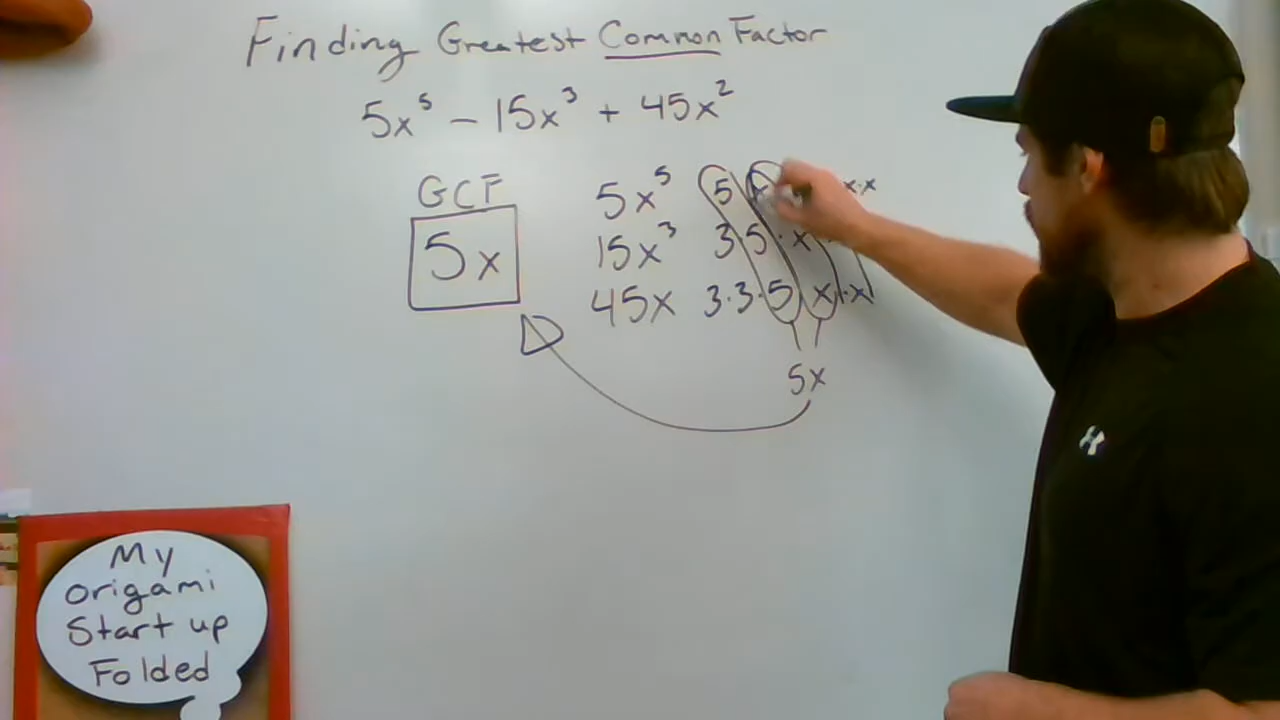 Finding Greatest Common Factor
5x⁵ - 15x³ + 45x²
GCF
5x
5x⁵ 5 x x·x
15x³ 3 5·x
45x 3·3·5 x·x
5x
My
origami
Start up
Folded